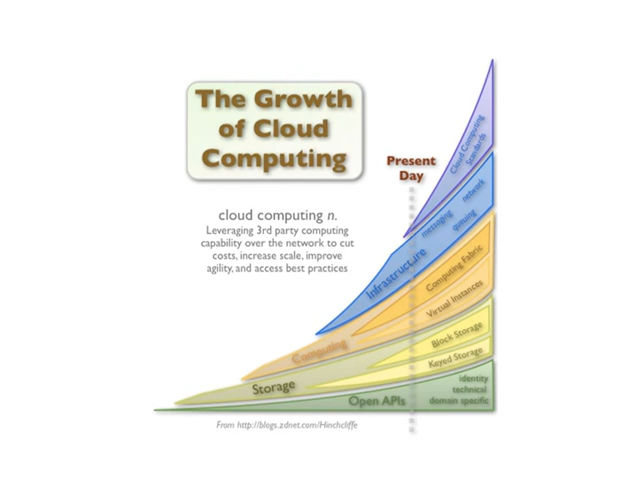 The Growth
of Cloud
Computing
Present
Day
cloud computing n.
Leveraging 3rd party computing
capability over the network to cut
costs, increase scale, improve
agility, and access best practices
Cloud Computing
Standards
network
messaging
queuing
Infrastructure
Computing Fabric
Virtual Instances
Computing
Block Storage
Keyed Storage
Storage
identity
technical
domain specific
Open APIs
From http://blogs.zdnet.com/Hinchcliffe